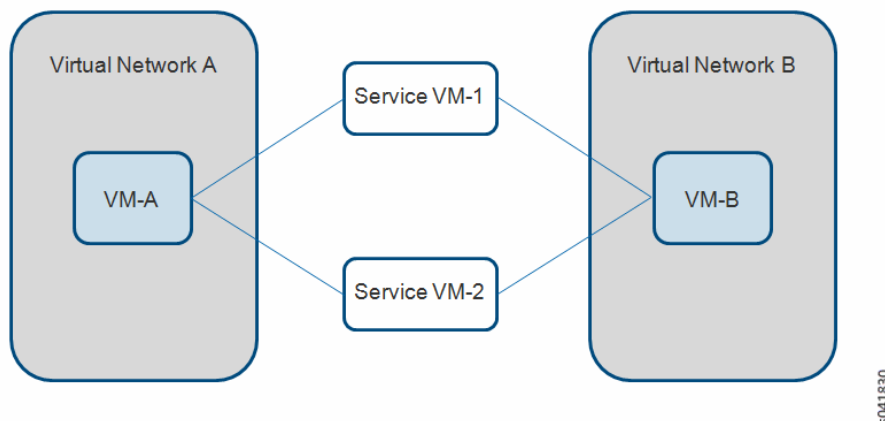 Virtual Network A
Virtual Network B
Service VM-1
VM-A
VM-B
Service VM-2